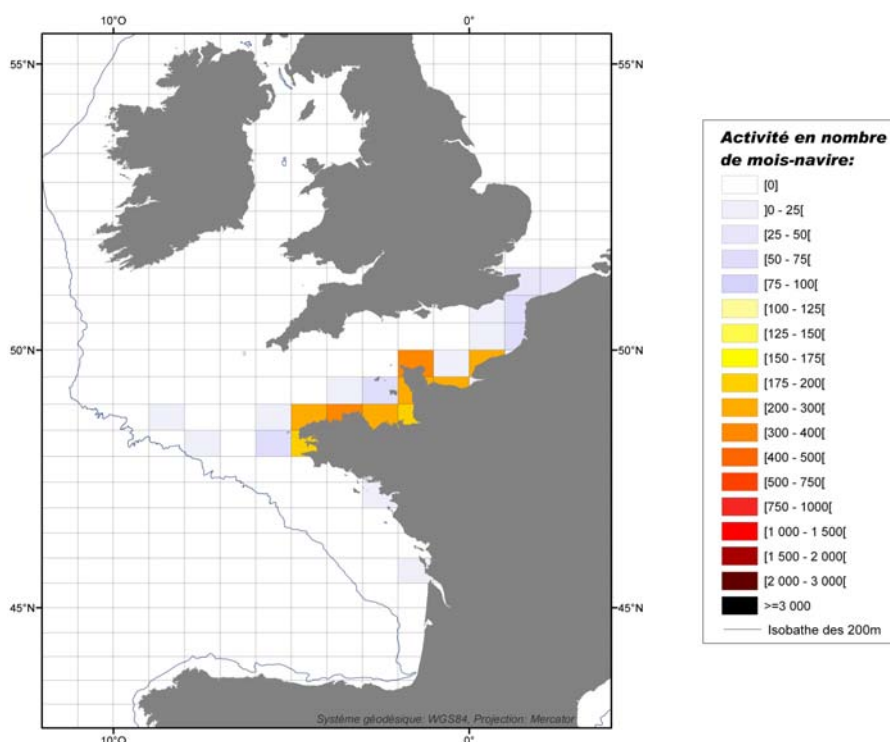 10°O
0°
55°N
55°N
50°N
50°N
45°N
45°N
Système géodésique: WGS84, Projection: Mercator
10°O
0°
Activité en nombre
de mois-navire:
[0]
]0 - 25[
[25 - 50[
[50 - 75[
[75 - 100[
[100 - 125[
[125 - 150[
[150 - 175[
[175 - 200[
[200 - 300[
[300 - 400[
[400 - 500[
[500 - 750[
[750 - 1000[
[1 000 - 1 500[
[1 500 - 2 000[
[2 000 - 3 000[
>=3 000
Isobathe des 200m